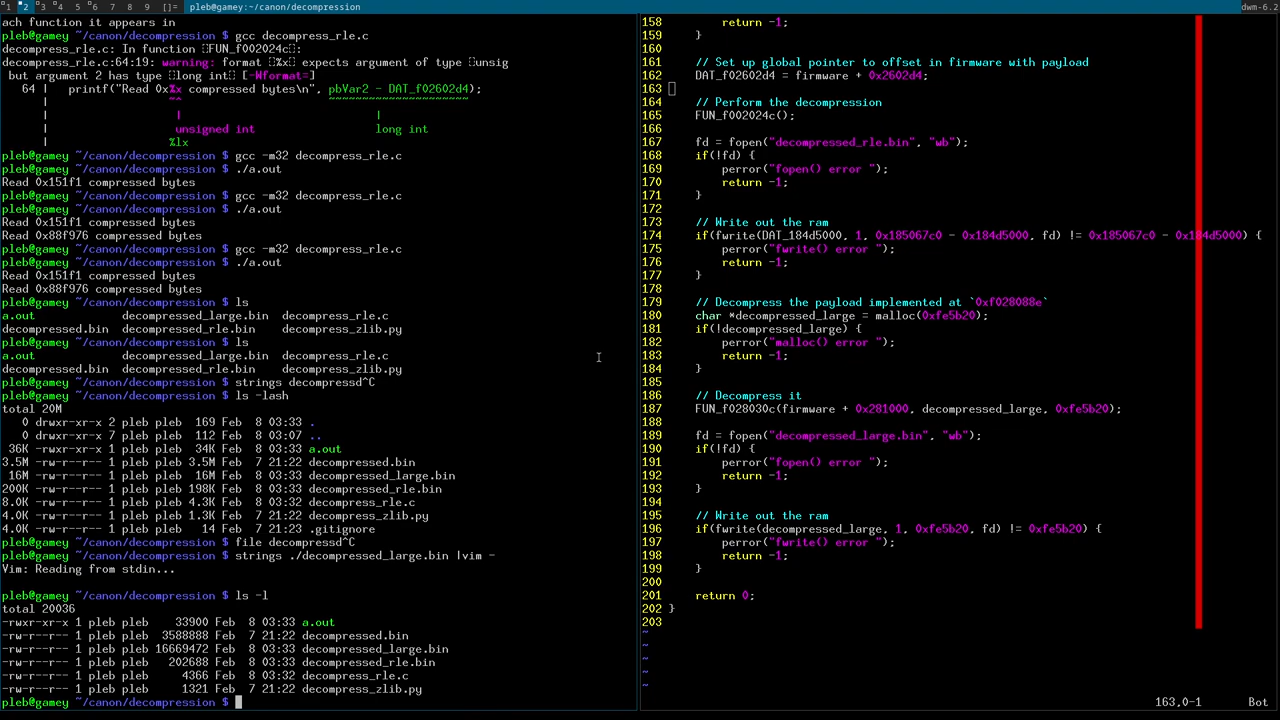 1 2 3 4 5 6 7 8 9 []= pleb@gamey:~/canon/decompression dwm-6.2
ach function it appears in
pleb@gamey ~/canon/decompression $ gcc decompress_rle.c
decompress_rle.c: In function FUN_f002024c:
decompress_rle.c:64:19: warning: format %x expects argument of type unsig
but argument 2 has type long int [-Wformat=]
64 | printf("Read 0x%x compressed bytes\n", pbVar2 - DAT_f02602d4);
| ~^ ~~~~~~~~~~~~~~~~~~~~~
| | |
| unsigned int long int
| %lx
pleb@gamey ~/canon/decompression $ gcc -m32 decompress_rle.c
pleb@gamey ~/canon/decompression $ ./a.out
Read 0x151f1 compressed bytes
pleb@gamey ~/canon/decompression $ gcc -m32 decompress_rle.c
pleb@gamey ~/canon/decompression $ ./a.out
Read 0x151f1 compressed bytes
Read 0x88f976 compressed bytes
pleb@gamey ~/canon/decompression $ gcc -m32 decompress_rle.c
pleb@gamey ~/canon/decompression $ ./a.out
Read 0x151f1 compressed bytes
Read 0x88f976 compressed bytes
pleb@gamey ~/canon/decompression $ ls
a.out decompressed_large.bin decompress_rle.c
decompressed.bin decompressed_rle.bin decompress_zlib.py
pleb@gamey ~/canon/decompression $ ls
a.out decompressed_large.bin decompress_rle.c
decompressed.bin decompressed_rle.bin decompress_zlib.py
pleb@gamey ~/canon/decompression $ strings decompressd^C
pleb@gamey ~/canon/decompression $ ls -lash
total 20M
0 drwxr-xr-x 2 pleb pleb 169 Feb 8 03:33 .
0 drwxr-xr-x 7 pleb pleb 112 Feb 8 03:07 ..
36K -rwxr-xr-x 1 pleb pleb 34K Feb 8 03:33 a.out
3.5M -rw-r--r-- 1 pleb pleb 3.5M Feb 7 21:22 decompressed.bin
16M -rw-r--r-- 1 pleb pleb 16M Feb 8 03:33 decompressed_large.bin
200K -rw-r--r-- 1 pleb pleb 198K Feb 8 03:33 decompressed_rle.bin
8.0K -rw-r--r-- 1 pleb pleb 4.3K Feb 8 03:32 decompress_rle.c
4.0K -rw-r--r-- 1 pleb pleb 1.3K Feb 7 21:22 decompress_zlib.py
4.0K -rw-r--r-- 1 pleb pleb 14 Feb 7 21:23 .gitignore
pleb@gamey ~/canon/decompression $ file decompressd^C
pleb@gamey ~/canon/decompression $ strings ./decompressed_large.bin |vim -
Vim: Reading from stdin...
pleb@gamey ~/canon/decompression $ ls -l
total 20036
-rwxr-xr-x 1 pleb pleb 33900 Feb 8 03:33 a.out
-rw-r--r-- 1 pleb pleb 3588888 Feb 7 21:22 decompressed.bin
-rw-r--r-- 1 pleb pleb 16669472 Feb 8 03:33 decompressed_large.bin
-rw-r--r-- 1 pleb pleb 202688 Feb 8 03:33 decompressed_rle.bin
-rw-r--r-- 1 pleb pleb 4366 Feb 8 03:32 decompress_rle.c
-rw-r--r-- 1 pleb pleb 1321 Feb 7 21:22 decompress_zlib.py
pleb@gamey ~/canon/decompression $
158 return -1;
159 }
160
161 // Set up global pointer to offset in firmware with payload
162 DAT_f02602d4 = firmware + 0x2602d4;
163
164 // Perform the decompression
165 FUN_f002024c();
166
167 fd = fopen("decompressed_rle.bin", "wb");
168 if(!fd) {
169 perror("fopen() error ");
170 return -1;
171 }
172
173 // Write out the ram
174 if(fwrite(DAT_184d5000, 1, 0x185067c0 - 0x184d5000, fd) != 0x185067c0 - 0x184d5000) {
175 perror("fwrite() error ");
176 return -1;
177 }
178
179 // Decompress the payload implemented at `0xf028088e`
180 char *decompressed_large = malloc(0xfe5b20);
181 if(!decompressed_large) {
182 perror("malloc() error ");
183 return -1;
184 }
185
186 // Decompress it
187 FUN_f028030c(firmware + 0x281000, decompressed_large, 0xfe5b20);
188
189 fd = fopen("decompressed_large.bin", "wb");
190 if(!fd) {
191 perror("fopen() error ");
192 return -1;
193 }
194
195 // Write out the ram
196 if(fwrite(decompressed_large, 1, 0xfe5b20, fd) != 0xfe5b20) {
197 perror("fwrite() error ");
198 return -1;
199 }
200
201 return 0;
202 }
203
~
~
~
~
~
163,0-1 Bot